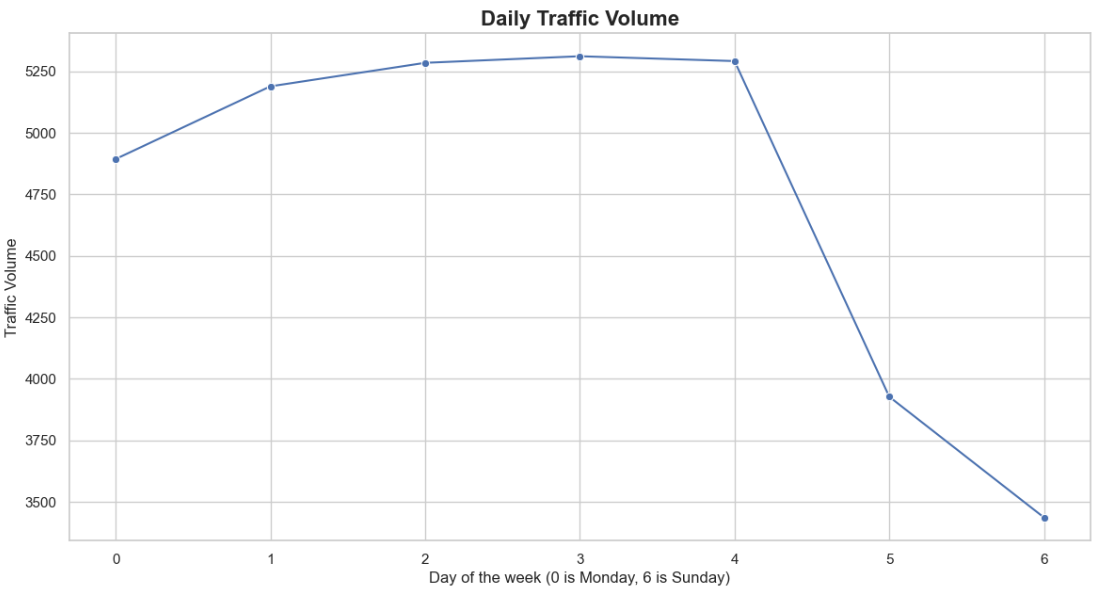 Daily Traffic Volume
5250
5000
4750
4500
4250
4000
3750
3500
Traffic Volume
0 1 2 3 4 5 6
Day of the week (0 is Monday, 6 is Sunday)